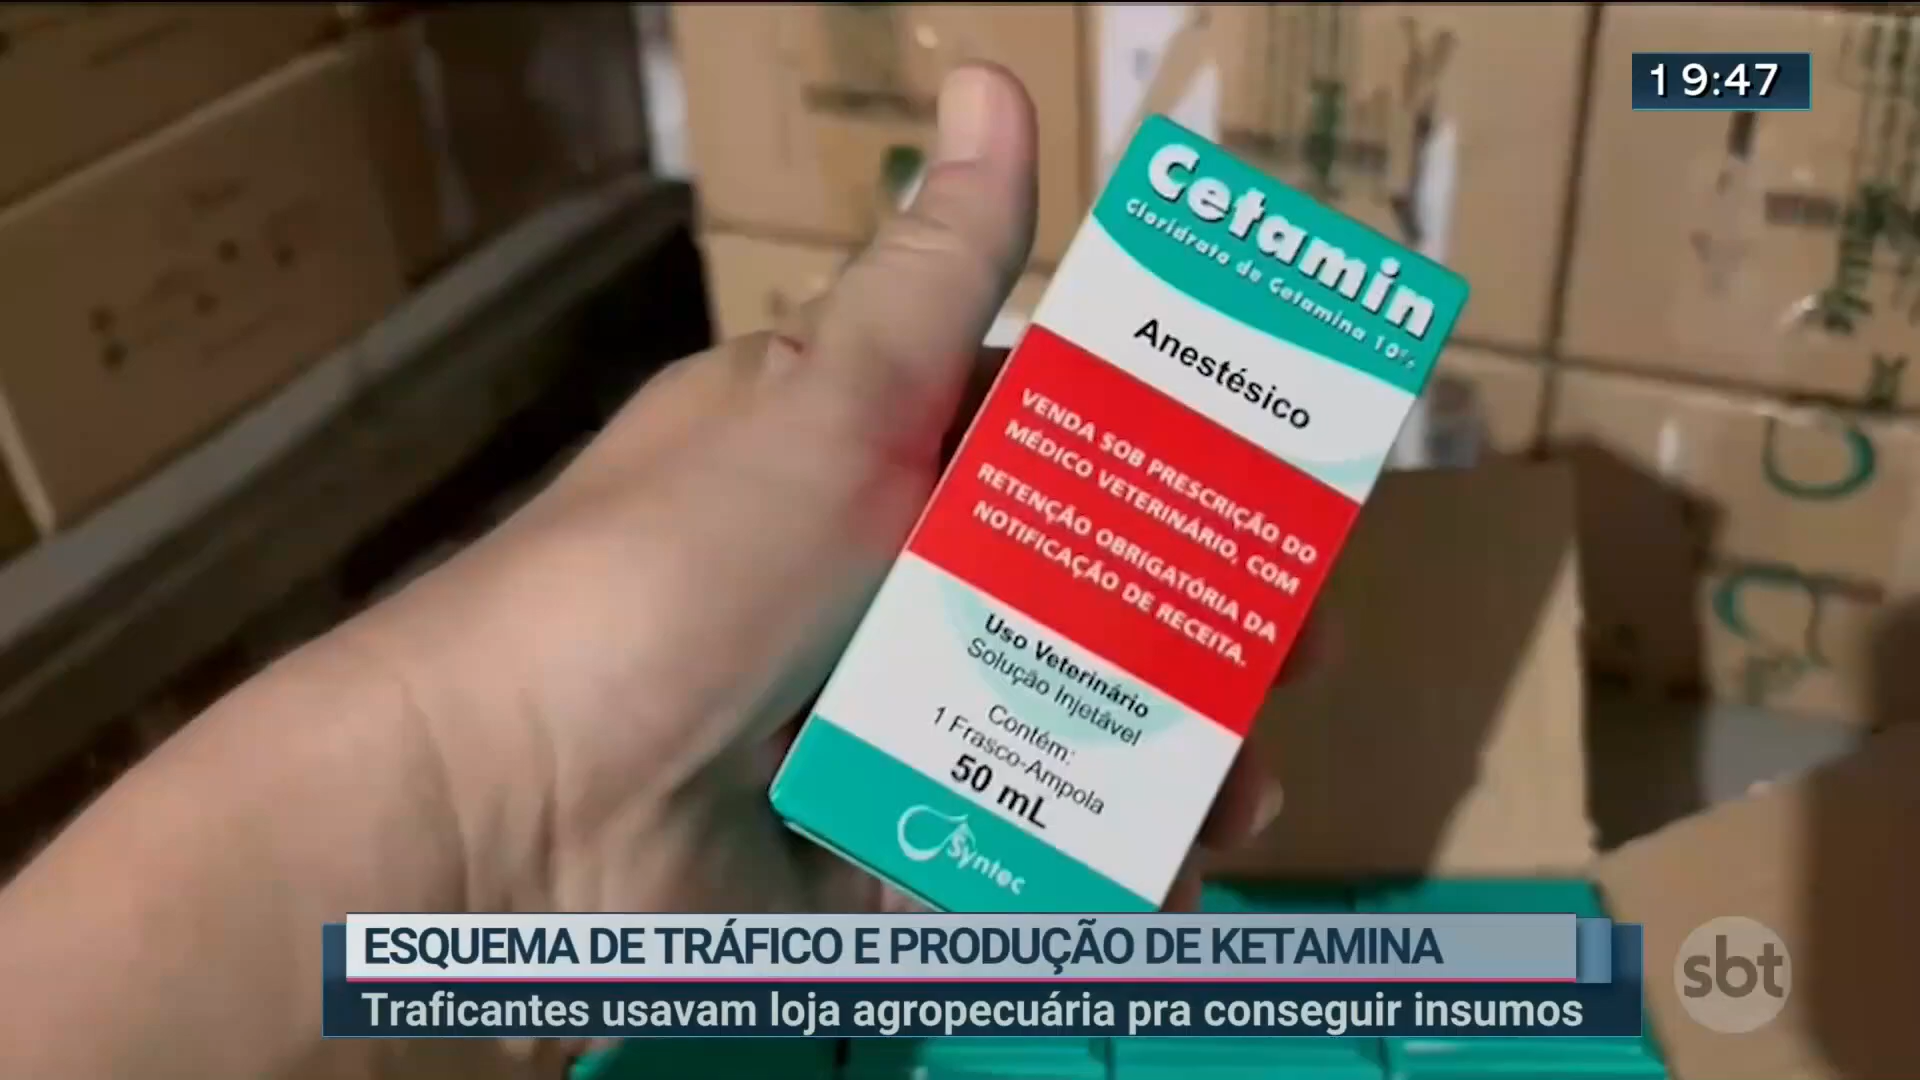 19:47
Cetamin
Cloridrato de Cetamina 10%
Anestésico
VENDA SOB PRESCRIÇÃO DO
MÉDICO VETERINÁRIO, COM
RETENÇÃO OBRIGATÓRIA DA
NOTIFICAÇÃO DE RECEITA.
Uso Veterinário
Solução Injetável
Contém:
1 Frasco-Ampola
50 mL
Syntec
ESQUEMA DE TRÁFICO E PRODUÇÃO DE KETAMINA
Traficantes usavam loja agropecuária pra conseguir insumos
sbt